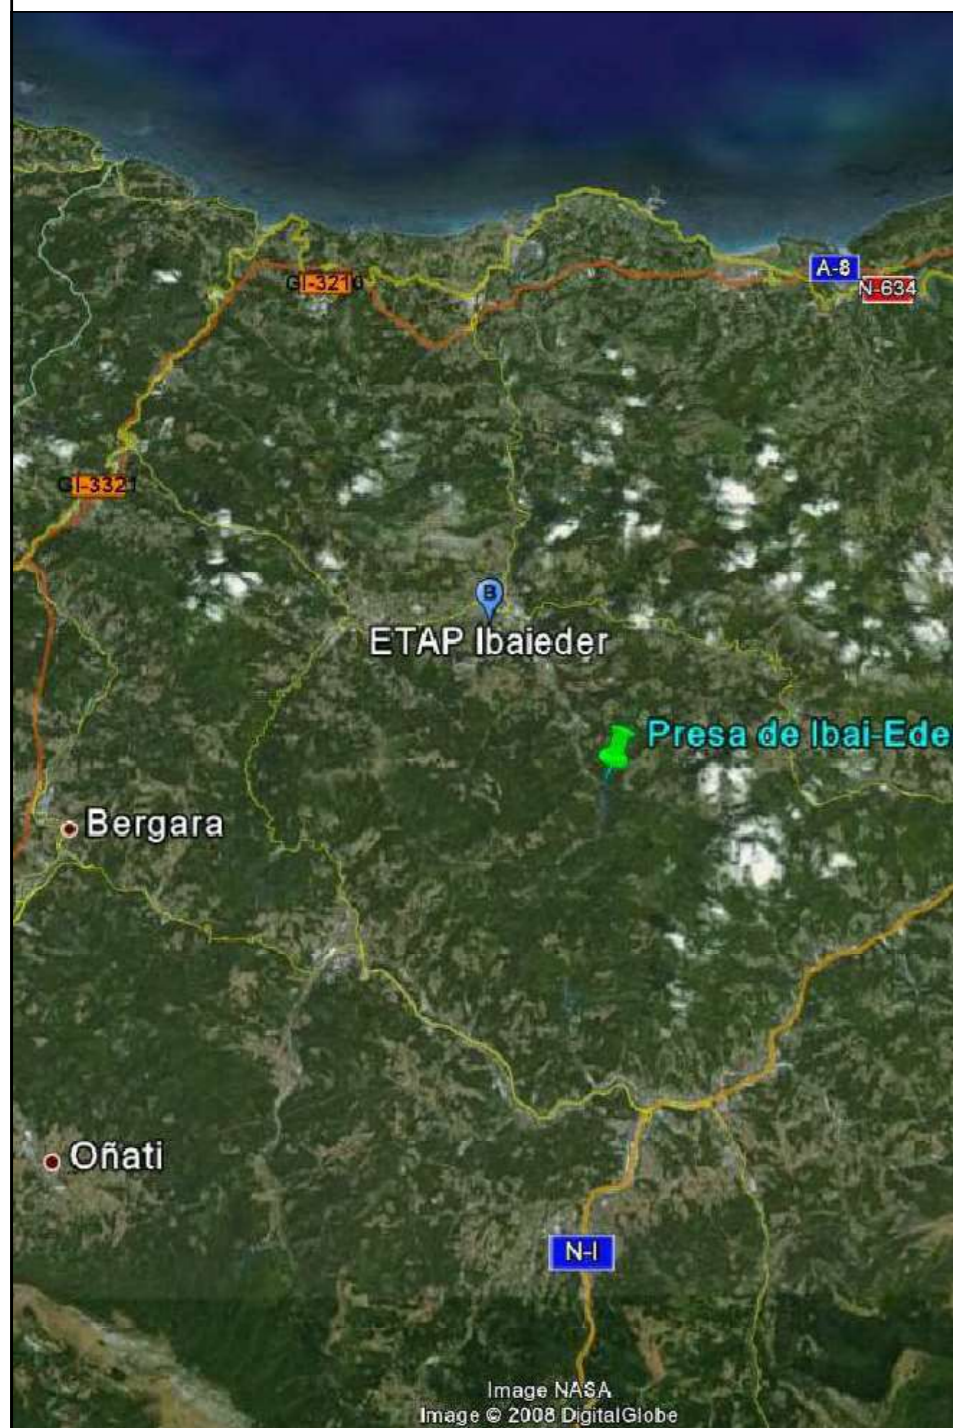 A-8
GI-3210
N-634
GI-3321
B
ETAP Ibaieder
Presa de Ibai-Ede
Bergara
Oñati
N-I
Image NASA
Image © 2008 DigitalGlobe